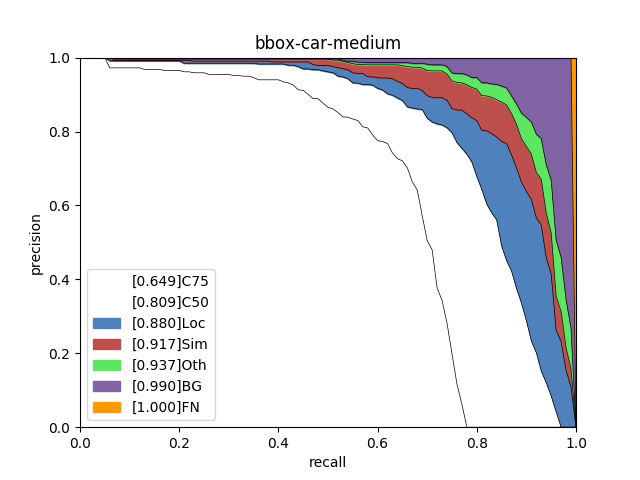 bbox-car-medium
1.0
0.8
0.6
0.4
0.2
0.0
precision
[0.649]C75
[0.809]C50
[0.880]Loc
[0.917]Sim
[0.937]Oth
[0.990]BG
[1.000]FN
0.0 0.2 0.4 0.6 0.8 1.0
recall